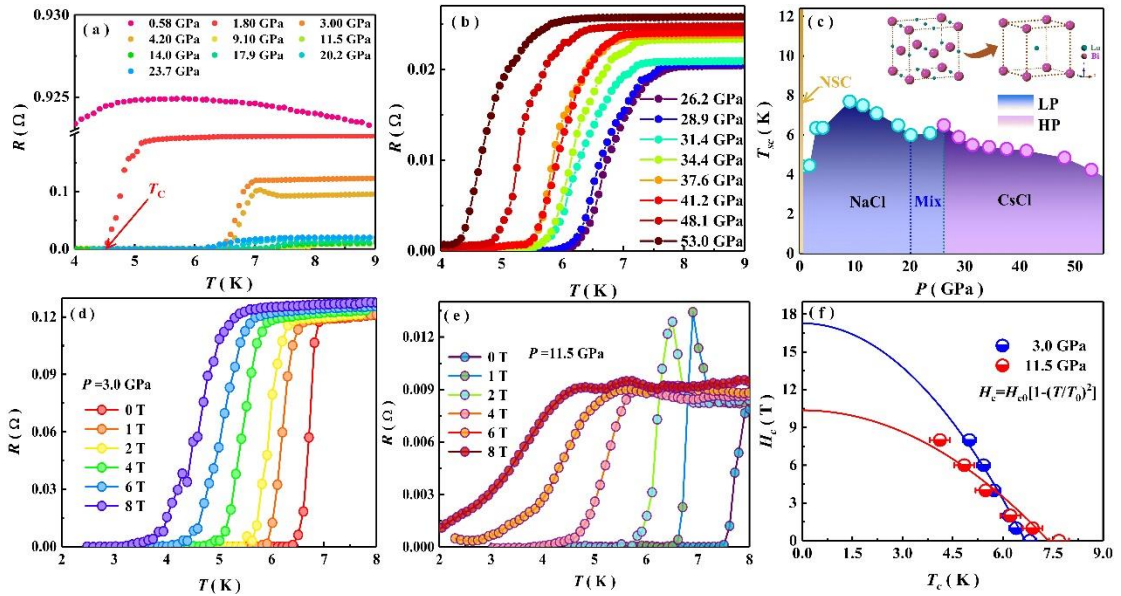 ( a )
0.58 GPa 1.80 GPa 3.00 GPa
4.20 GPa 9.10 GPa 11.5 GPa
14.0 GPa 17.9 GPa 20.2 GPa
23.7 GPa
0.930
0.925
0.1
0.0
R (Ω)
T_C
4 5 6 7 8 9
T ( K )
( b )
0.02
0.01
0.00
R (Ω)
26.2 GPa
28.9 GPa
31.4 GPa
34.4 GPa
37.6 GPa
41.2 GPa
48.1 GPa
53.0 GPa
4 5 6 7 8 9
T ( K )
( c )
12
10
8
6
4
2
0
T_sc (K)
NSC
La
Bi
LP
HP
NaCl Mix CsCl
0 10 20 30 40 50
P ( GPa )
( d )
0.12
0.09
0.06
0.03
0.00
R (Ω)
P =3.0 GPa
0 T
1 T
2 T
4 T
6 T
8 T
2 3 4 5 6 7 8
T ( K )
( e )
0.012
0.009
0.006
0.003
0.000
R (Ω)
P =11.5 GPa
0 T
1 T
2 T
4 T
6 T
8 T
2 3 4 5 6 7 8
T ( K )
( f )
18
15
12
9
6
3
0
H_c ( T )
3.0 GPa
11.5 GPa
H_c=H_c0[1-(T/T_0)^2]
0.0 1.5 3.0 4.5 6.0 7.5 9.0
T_c ( K )